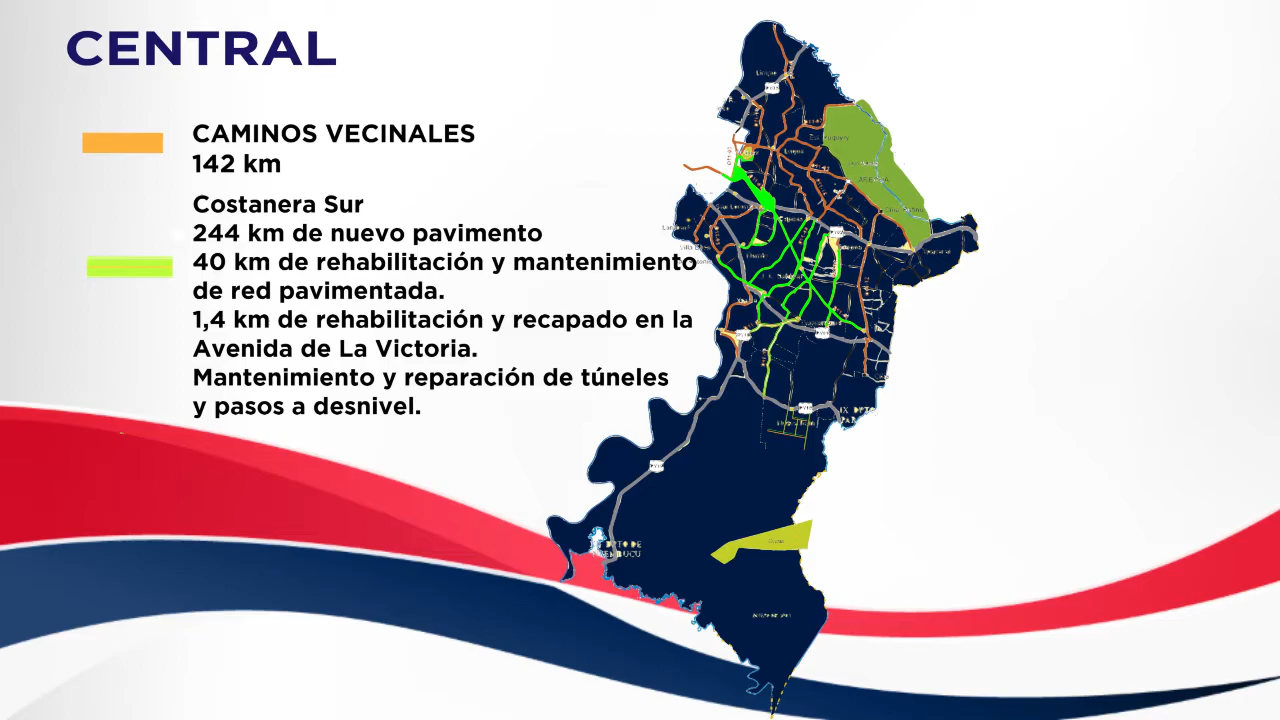 CENTRAL
CAMINOS VECINALES
142 km
Costanera Sur
244 km de nuevo pavimento
40 km de rehabilitación y mantenimiento
de red pavimentada.
1,4 km de rehabilitación y recapado en la
Avenida de La Victoria.
Mantenimiento y reparación de túneles
y pasos a desnivel.